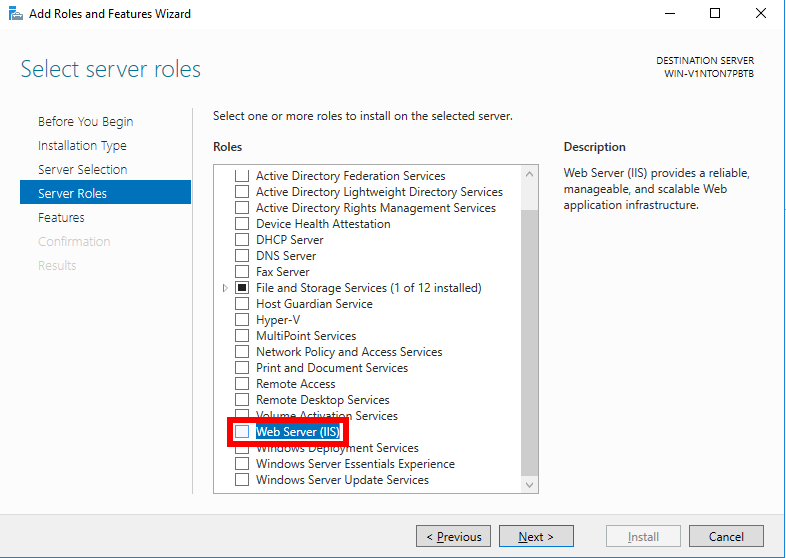 Add Roles and Features Wizard
Select server roles
DESTINATION SERVER
WIN-V1NTON7PBTB
Before You Begin
Installation Type
Server Selection
Server Roles
Features
Confirmation
Results
Select one or more roles to install on the selected server.
Roles
Active Directory Federation Services
Active Directory Lightweight Directory Services
Active Directory Rights Management Services
Device Health Attestation
DHCP Server
DNS Server
Fax Server
File and Storage Services (1 of 12 installed)
Host Guardian Service
Hyper-V
MultiPoint Services
Network Policy and Access Services
Print and Document Services
Remote Access
Remote Desktop Services
Volume Activation Services
Web Server (IIS)
Windows Deployment Services
Windows Server Essentials Experience
Windows Server Update Services
Description
Web Server (IIS) provides a reliable,
manageable, and scalable Web
application infrastructure.
< Previous
Next >
Install
Cancel